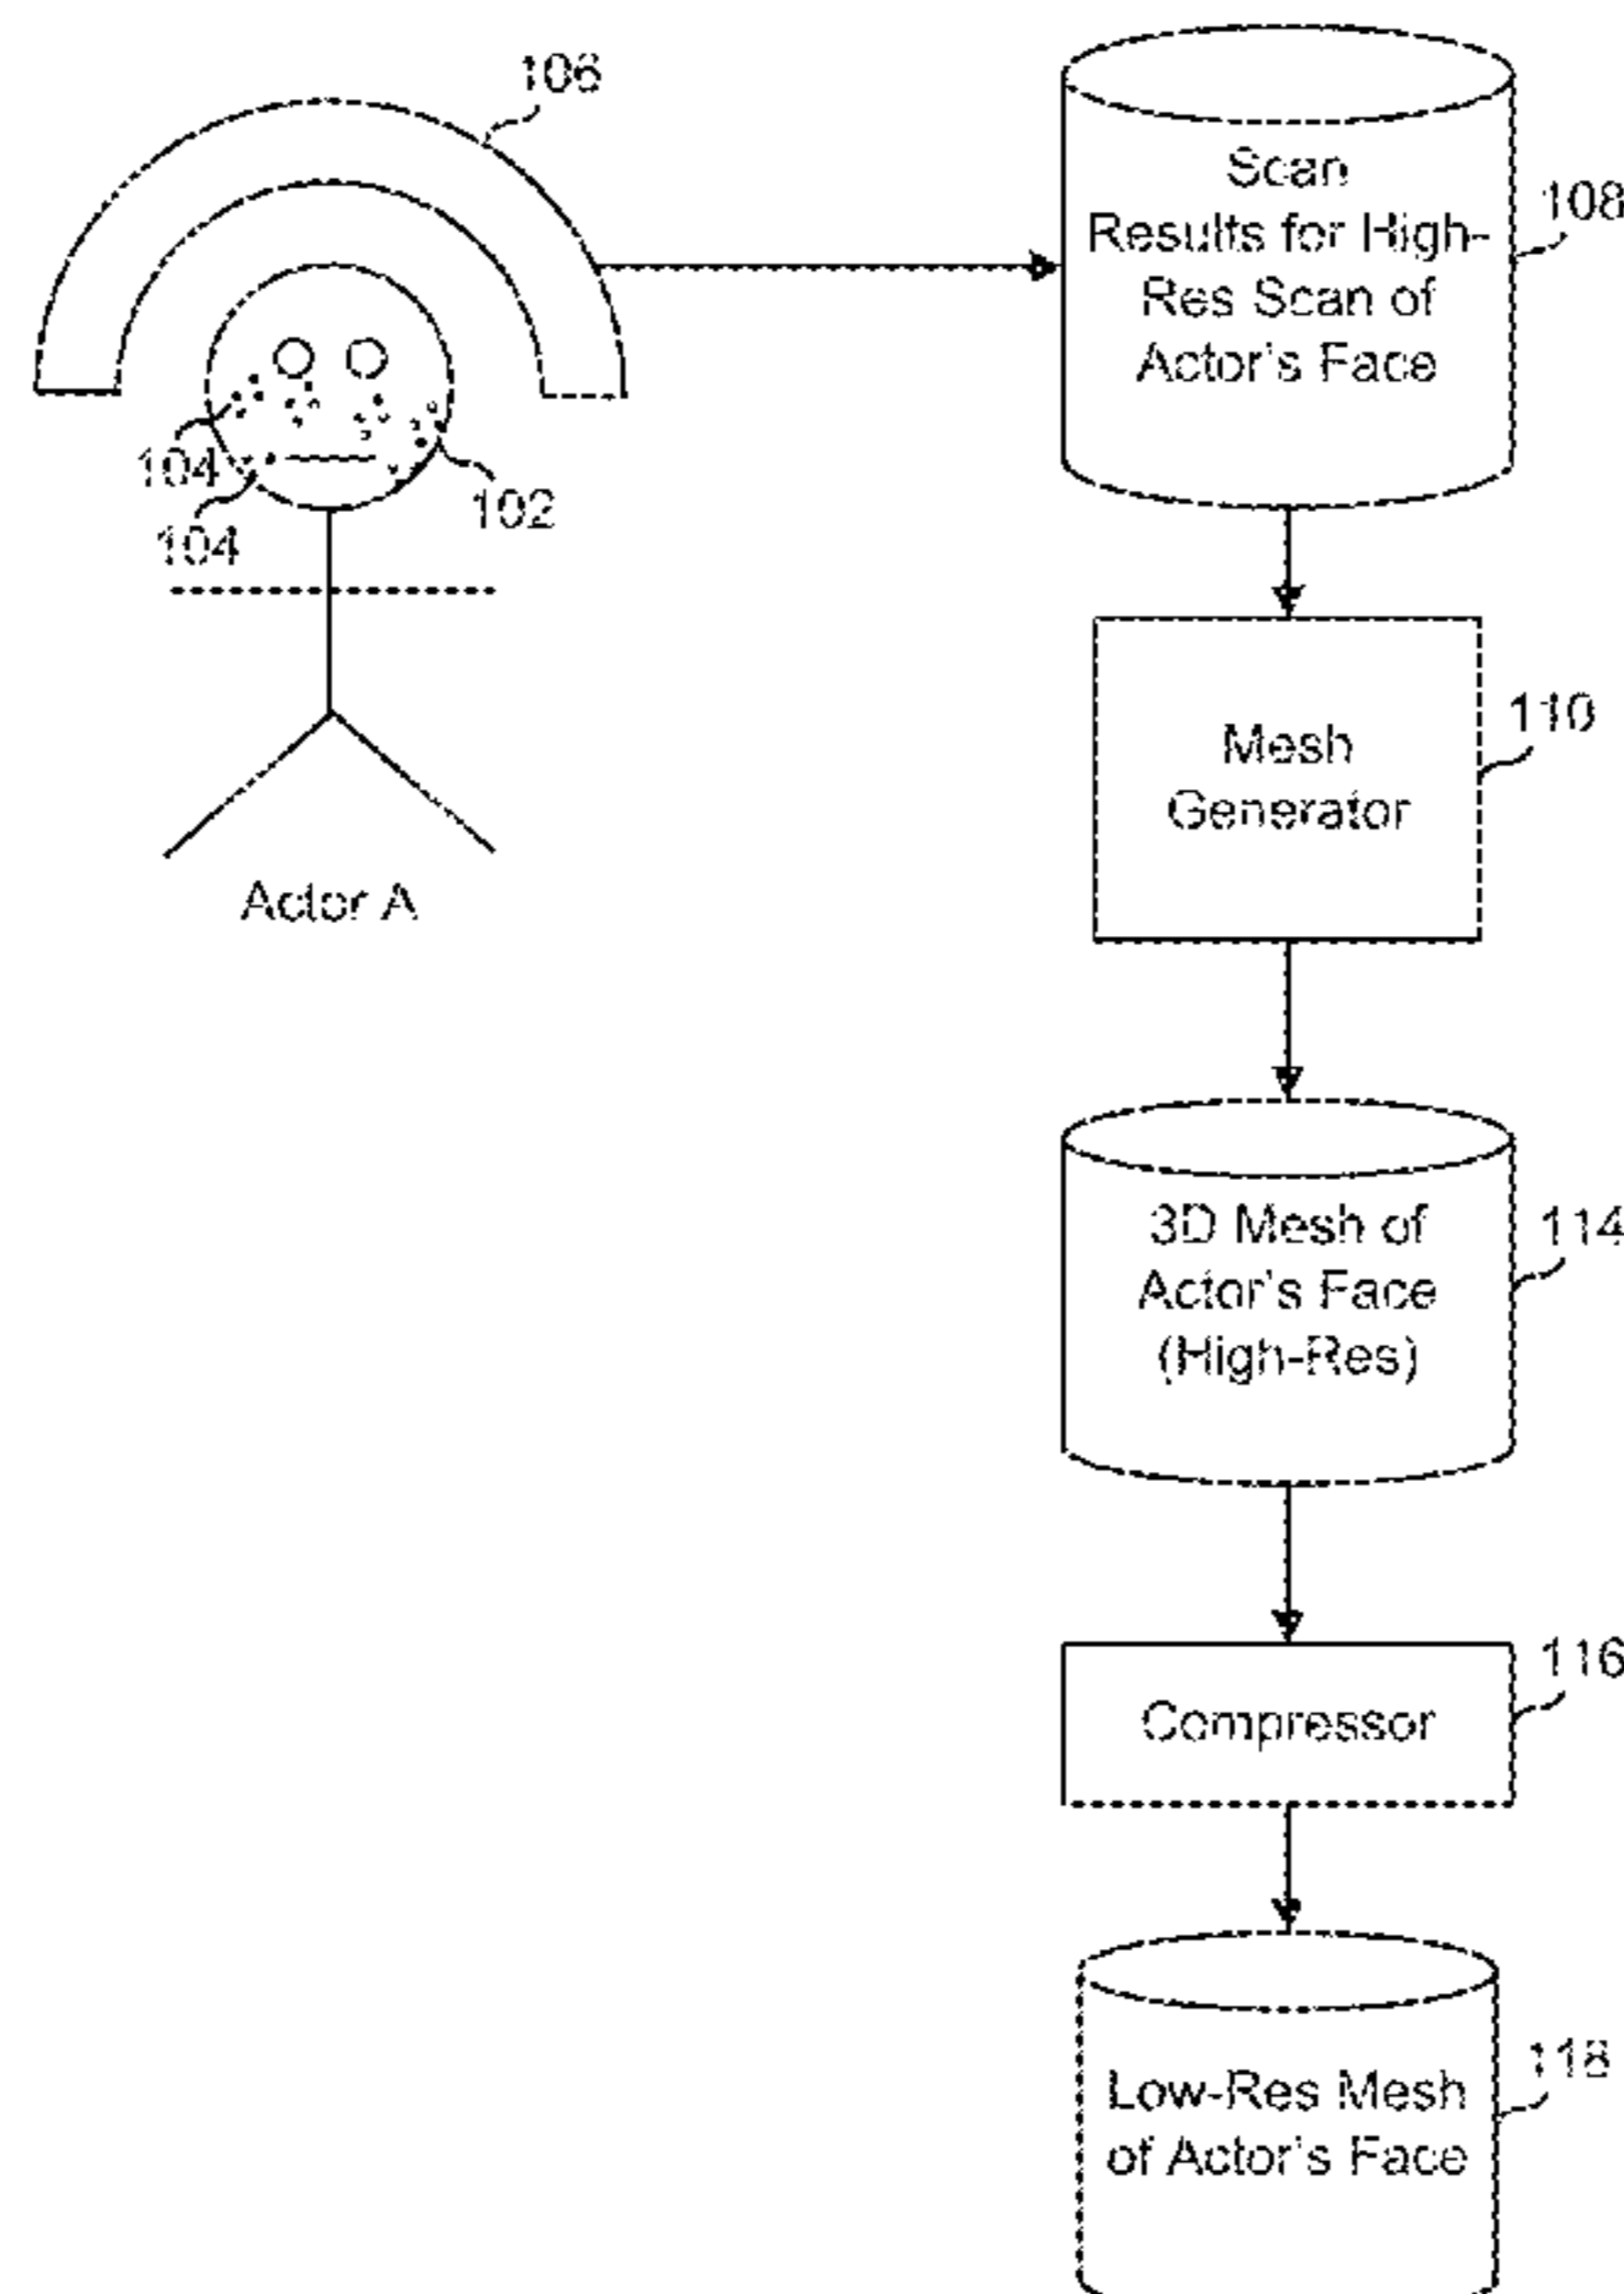 106
Scan
Results for High-
Res Scan of
Actor's Face
108
104
102
104
Mesh
Generator
110
Actor A
3D Mesh of
Actor's Face
(High-Res)
114
Compressor
116
Low-Res Mesh
of Actor's Face
118